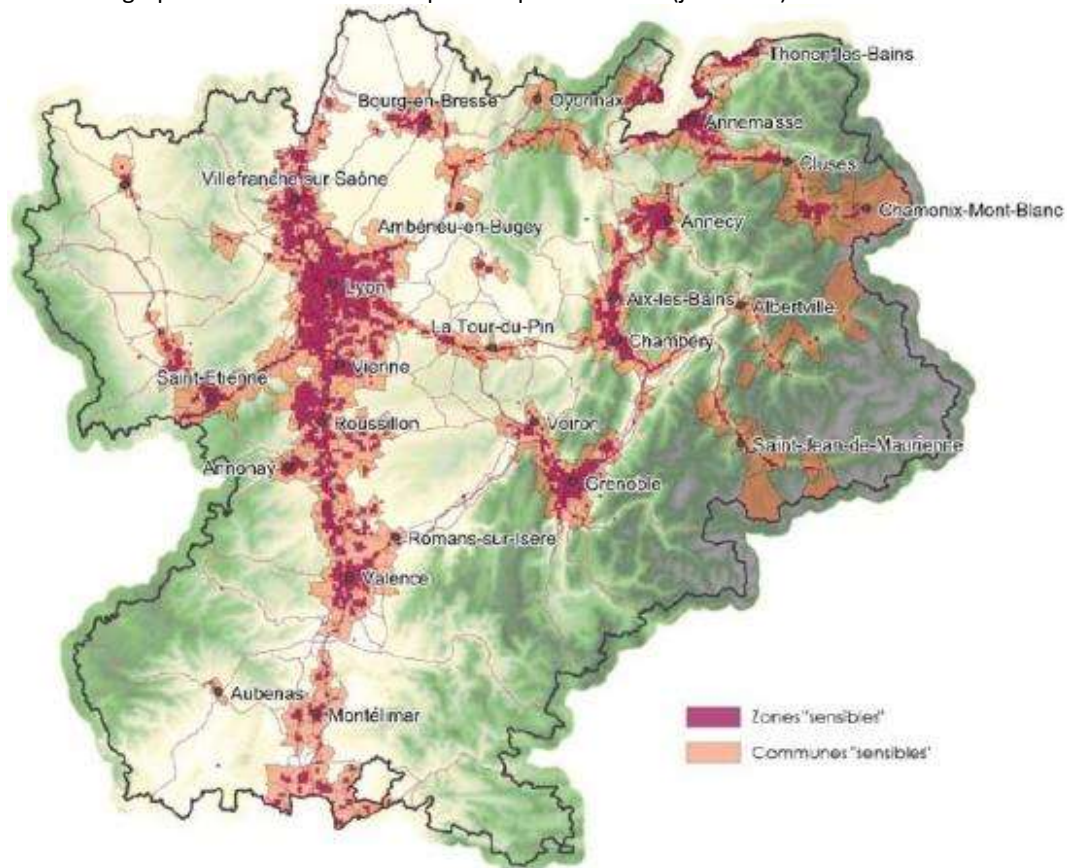 Thonon-les-Bains
Bourg-en-Bresse
Oyonnax
Annemasse
Cluses
Villefranche sur Saône
Chamonix-Mont-Blanc
Ambérieu-en-Bugey
Annecy
Lyon
Aix-les-Bains
Albertville
La Tour-du-Pin
Chambéry
Vienne
Saint-Etienne
Roussillon
Voiron
Saint-Jean-de-Maurienne
Annonay
Grenoble
Romans-sur-Isère
Valence
Aubenas
Montélimar
Zones "sensibles"
Communes "sensibles"